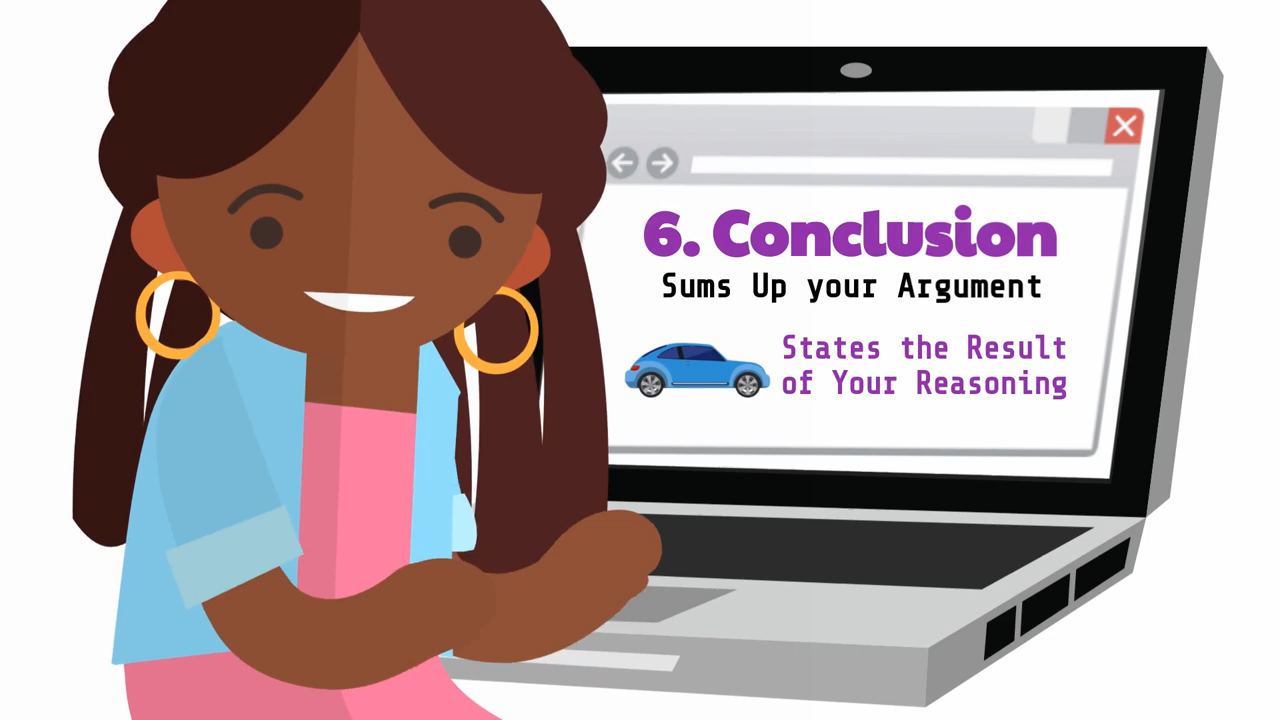 6. Conclusion
Sums Up your Argument
States the Result
of Your Reasoning